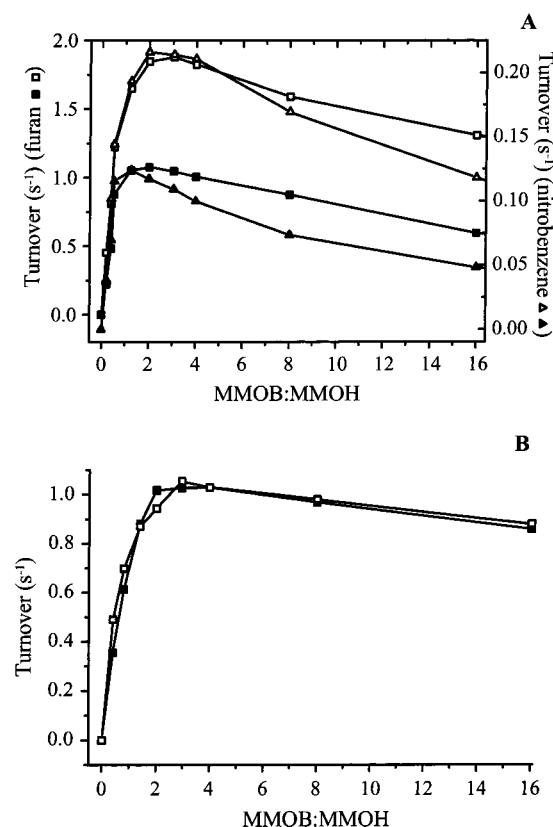 A
Turnover (s⁻¹) (furan ■ □)
2.0
1.5
1.0
0.5
0.0
0.20
0.15
0.10
0.05
0.00
Turnover (s⁻¹) (nitrobenzene △ ▲)
0 2 4 6 8 10 12 14 16
MMOB:MMOH
B
Turnover (s⁻¹)
1.0
0.8
0.6
0.4
0.2
0.0
0 2 4 6 8 10 12 14 16
MMOB:MMOH